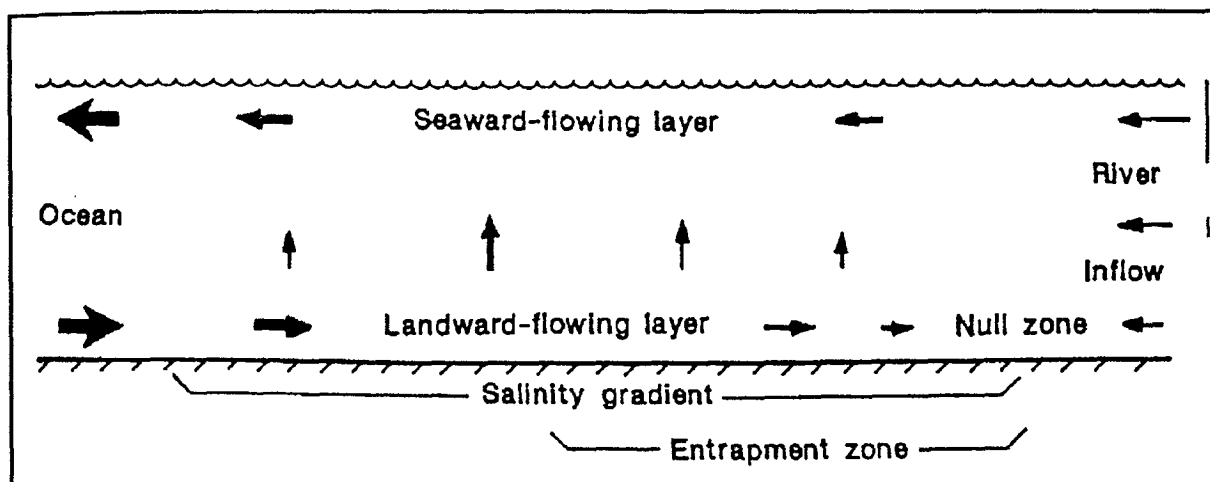 Seaward-flowing layer
River
Ocean
Inflow
Landward-flowing layer
Null zone
Salinity gradient
Entrapment zone